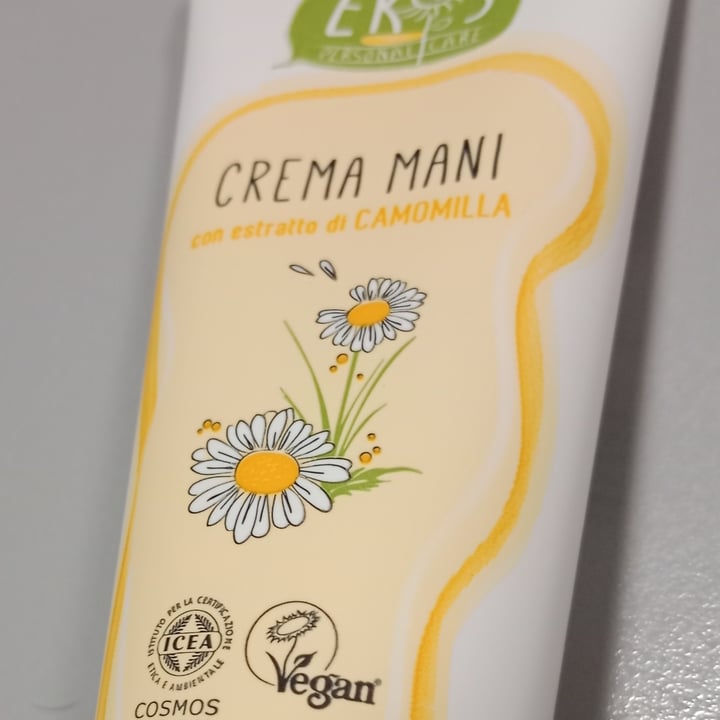 PERSONAL CARE
CREMA MANI
con estratto di CAMOMILLA
ISTITUTO PER LA CERTIFICAZIONE
ICEA
ETICA E AMBIENTALE
Vegan
COSMOS